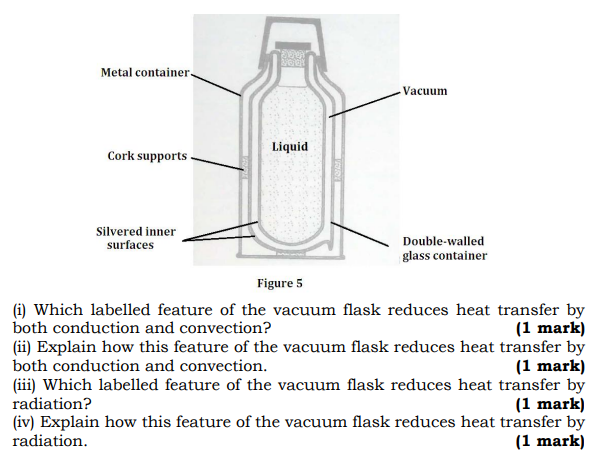 Metal container
Vacuum
Liquid
Cork supports
Silvered inner
surfaces
Double-walled
glass container
Figure 5
(i) Which labelled feature of the vacuum flask reduces heat transfer by
both conduction and convection? (1 mark)
(ii) Explain how this feature of the vacuum flask reduces heat transfer by
both conduction and convection. (1 mark)
(iii) Which labelled feature of the vacuum flask reduces heat transfer by
radiation? (1 mark)
(iv) Explain how this feature of the vacuum flask reduces heat transfer by
radiation. (1 mark)